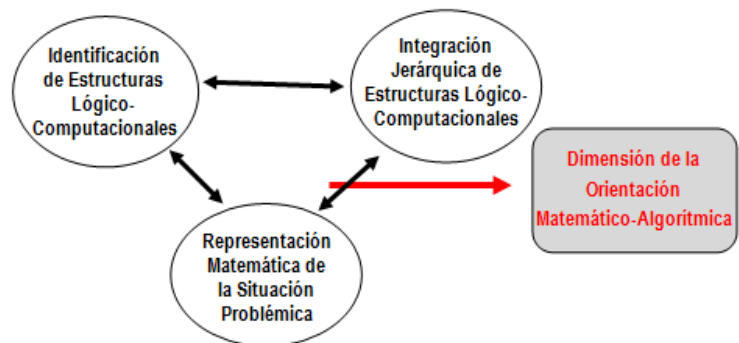 Identificación
de Estructuras
Lógico-
Computacionales
Integración
Jerárquica de
Estructuras Lógico-
Computacionales
Dimensión de la
Orientación
Matemático-Algorítmica
Representación
Matemática de
la Situación
Problémica